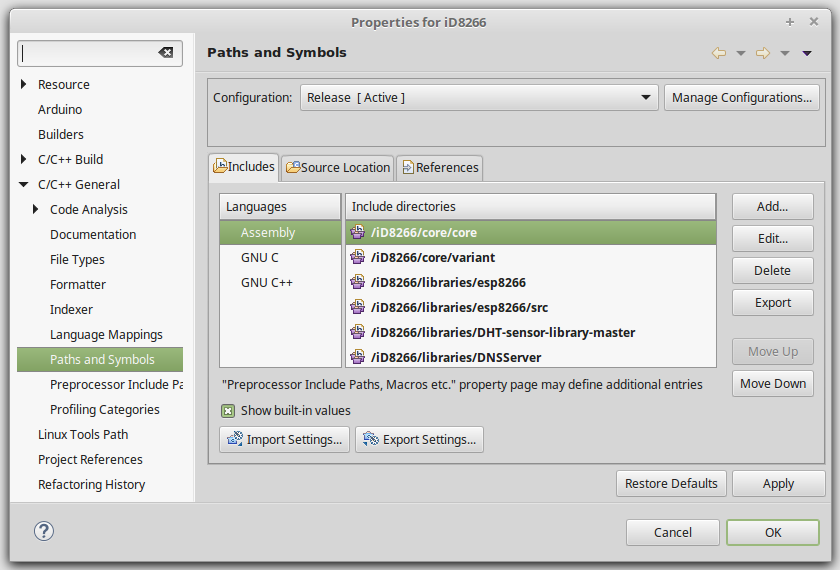 Properties for iD8266
Paths and Symbols
Resource
Arduino
Builders
C/C++ Build
C/C++ General
Code Analysis
Documentation
File Types
Formatter
Indexer
Language Mappings
Paths and Symbols
Preprocessor Include Pa
Profiling Categories
Linux Tools Path
Project References
Refactoring History
Configuration: Release [ Active ] Manage Configurations...
Includes Source Location References
Languages Include directories
Assembly /iD8266/core/core
GNU C /iD8266/core/variant
GNU C++ /iD8266/libraries/esp8266
/iD8266/libraries/esp8266/src
/iD8266/libraries/DHT-sensor-library-master
/iD8266/libraries/DNSServer
Add...
Edit...
Delete
Export
Move Up
Move Down
"Preprocessor Include Paths, Macros etc." property page may define additional entries
Show built-in values
Import Settings... Export Settings...
Restore Defaults Apply
Cancel OK